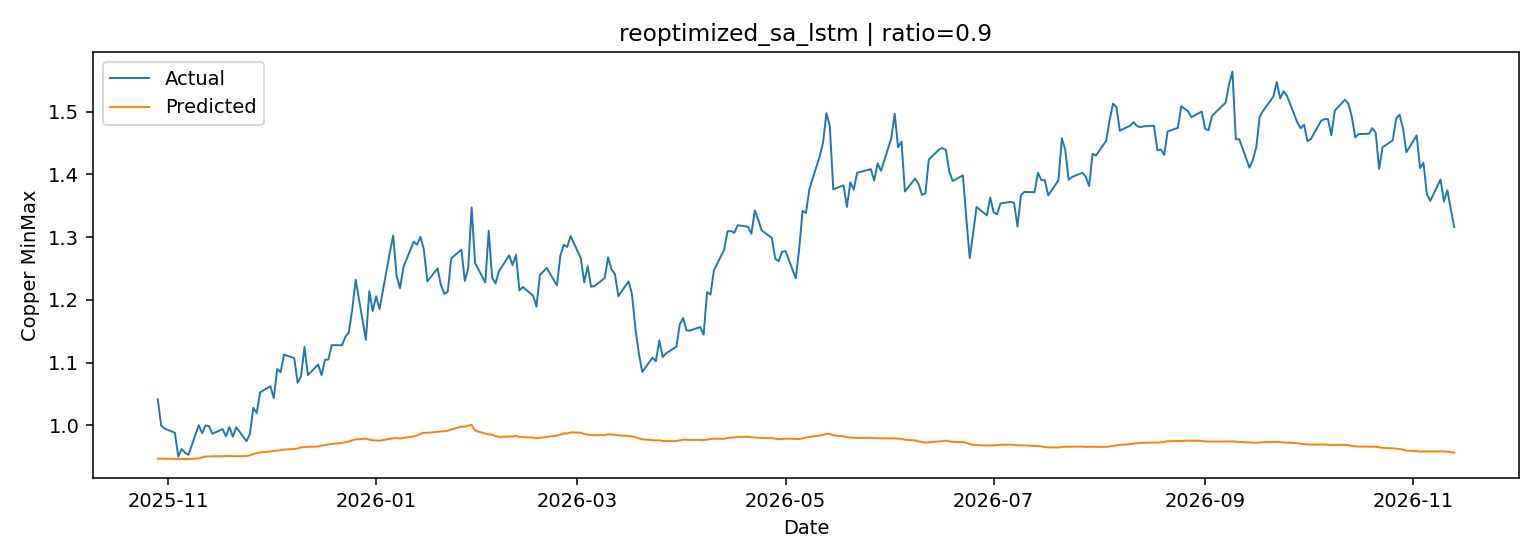 reoptimized_sa_lstm | ratio=0.9
Actual
Predicted
Copper MinMax
1.5
1.4
1.3
1.2
1.1
1.0
2025-11
2026-01
2026-03
2026-05
2026-07
2026-09
2026-11
Date